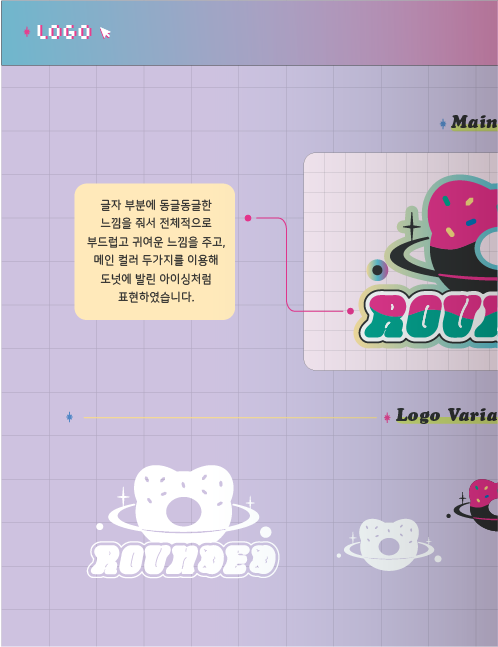 LOGO
Main
글자 부분에 동글동글한
느낌을 줘서 전체적으로
부드럽고 귀여운 느낌을 주고,
메인 컬러 두가지를 이용해
도넛에 발린 아이싱처럼
표현하였습니다.
ROUN
Logo Varia
ROUNDED